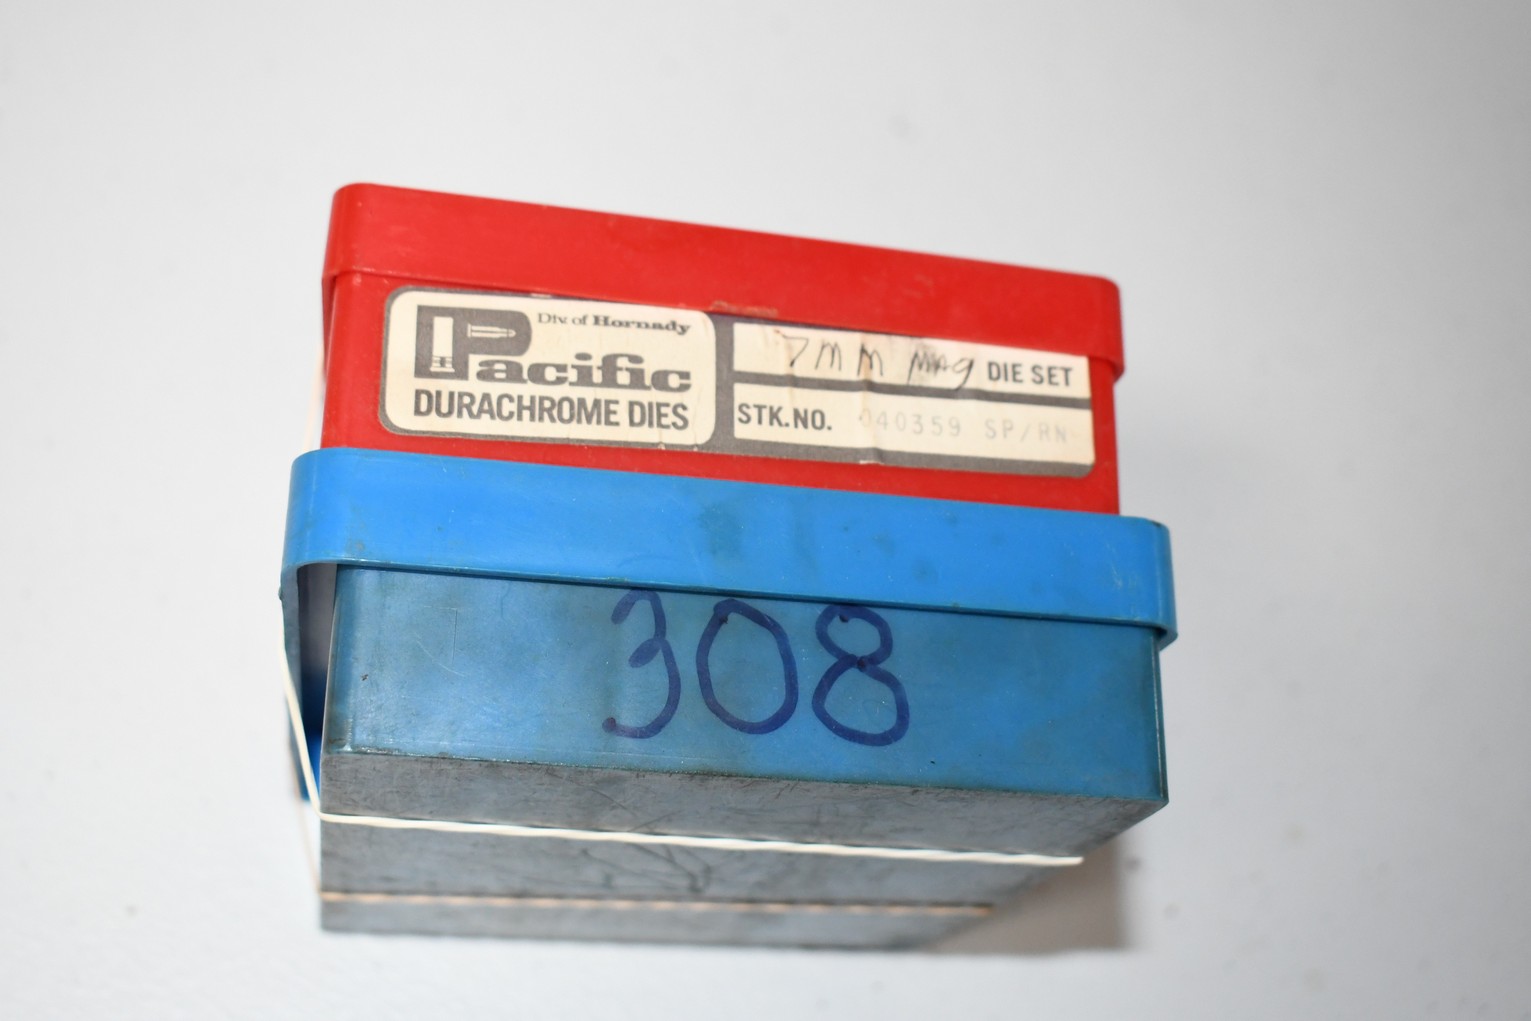 Div. of Hornady
Pacific
DURACHROME DIES
7mm mag DIE SET
STK. NO. 040359 SP/RN
308